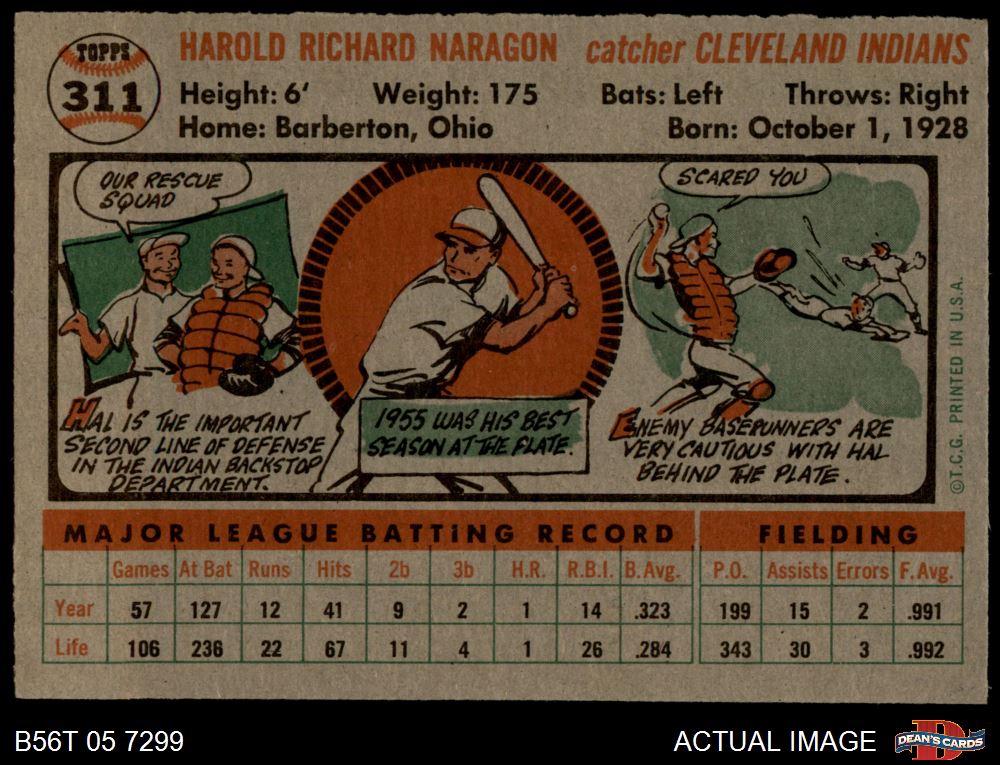 TOPPS
311
HAROLD RICHARD NARAGON catcher CLEVELAND INDIANS
Height: 6' Weight: 175 Bats: Left Throws: Right
Home: Barberton, Ohio Born: October 1, 1928
OUR RESCUE
SQUAD
SCARED YOU
HAL IS THE IMPORTANT
SECOND LINE OF DEFENSE
IN THE INDIAN BACKSTOP
DEPARTMENT.
1955 WAS HIS BEST
SEASON AT THE PLATE.
ENEMY BASERUNNERS ARE
VERY CAUTIOUS WITH HAL
BEHIND THE PLATE.
©T.C.G. PRINTED IN U.S.A.
MAJOR LEAGUE BATTING RECORD FIELDING
Games At Bat Runs Hits 2b 3b H.R. R.B.I. B.Avg. P.O. Assists Errors F.Avg.
Year 57 127 12 41 9 2 1 14 .323 199 15 2 .991
Life 106 236 22 67 11 4 1 26 .284 343 30 3 .992
B56T 05 7299 ACTUAL IMAGE
DEAN'S CARDS